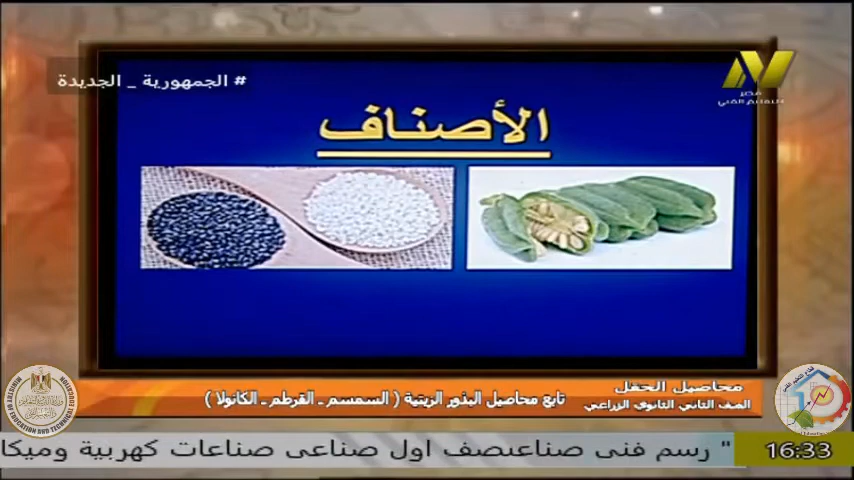 # الجمهورية _ الجديدة
مصر
التعليم الفني
الأصناف
محاصيل الحقل
الصف الثاني الثانوي الزراعي
تابع محاصيل البذور الزيتية ( السمسم _ القرطم _ الكانولا )
" رسم فنى صناعىصف اول صناعى صناعات كهربية وميكا
16:33